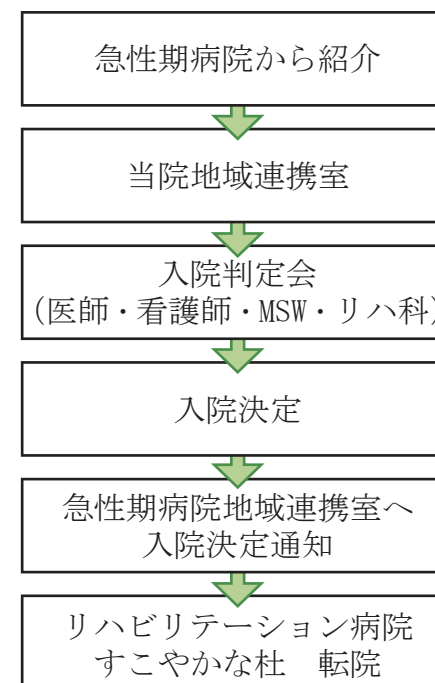 急性期病院から紹介
当院地域連携室
入院判定会
(医師・看護師・MSW・リハ科)
入院決定
急性期病院地域連携室へ
入院決定通知
リハビリテーション病院
すこやかな杜　転院